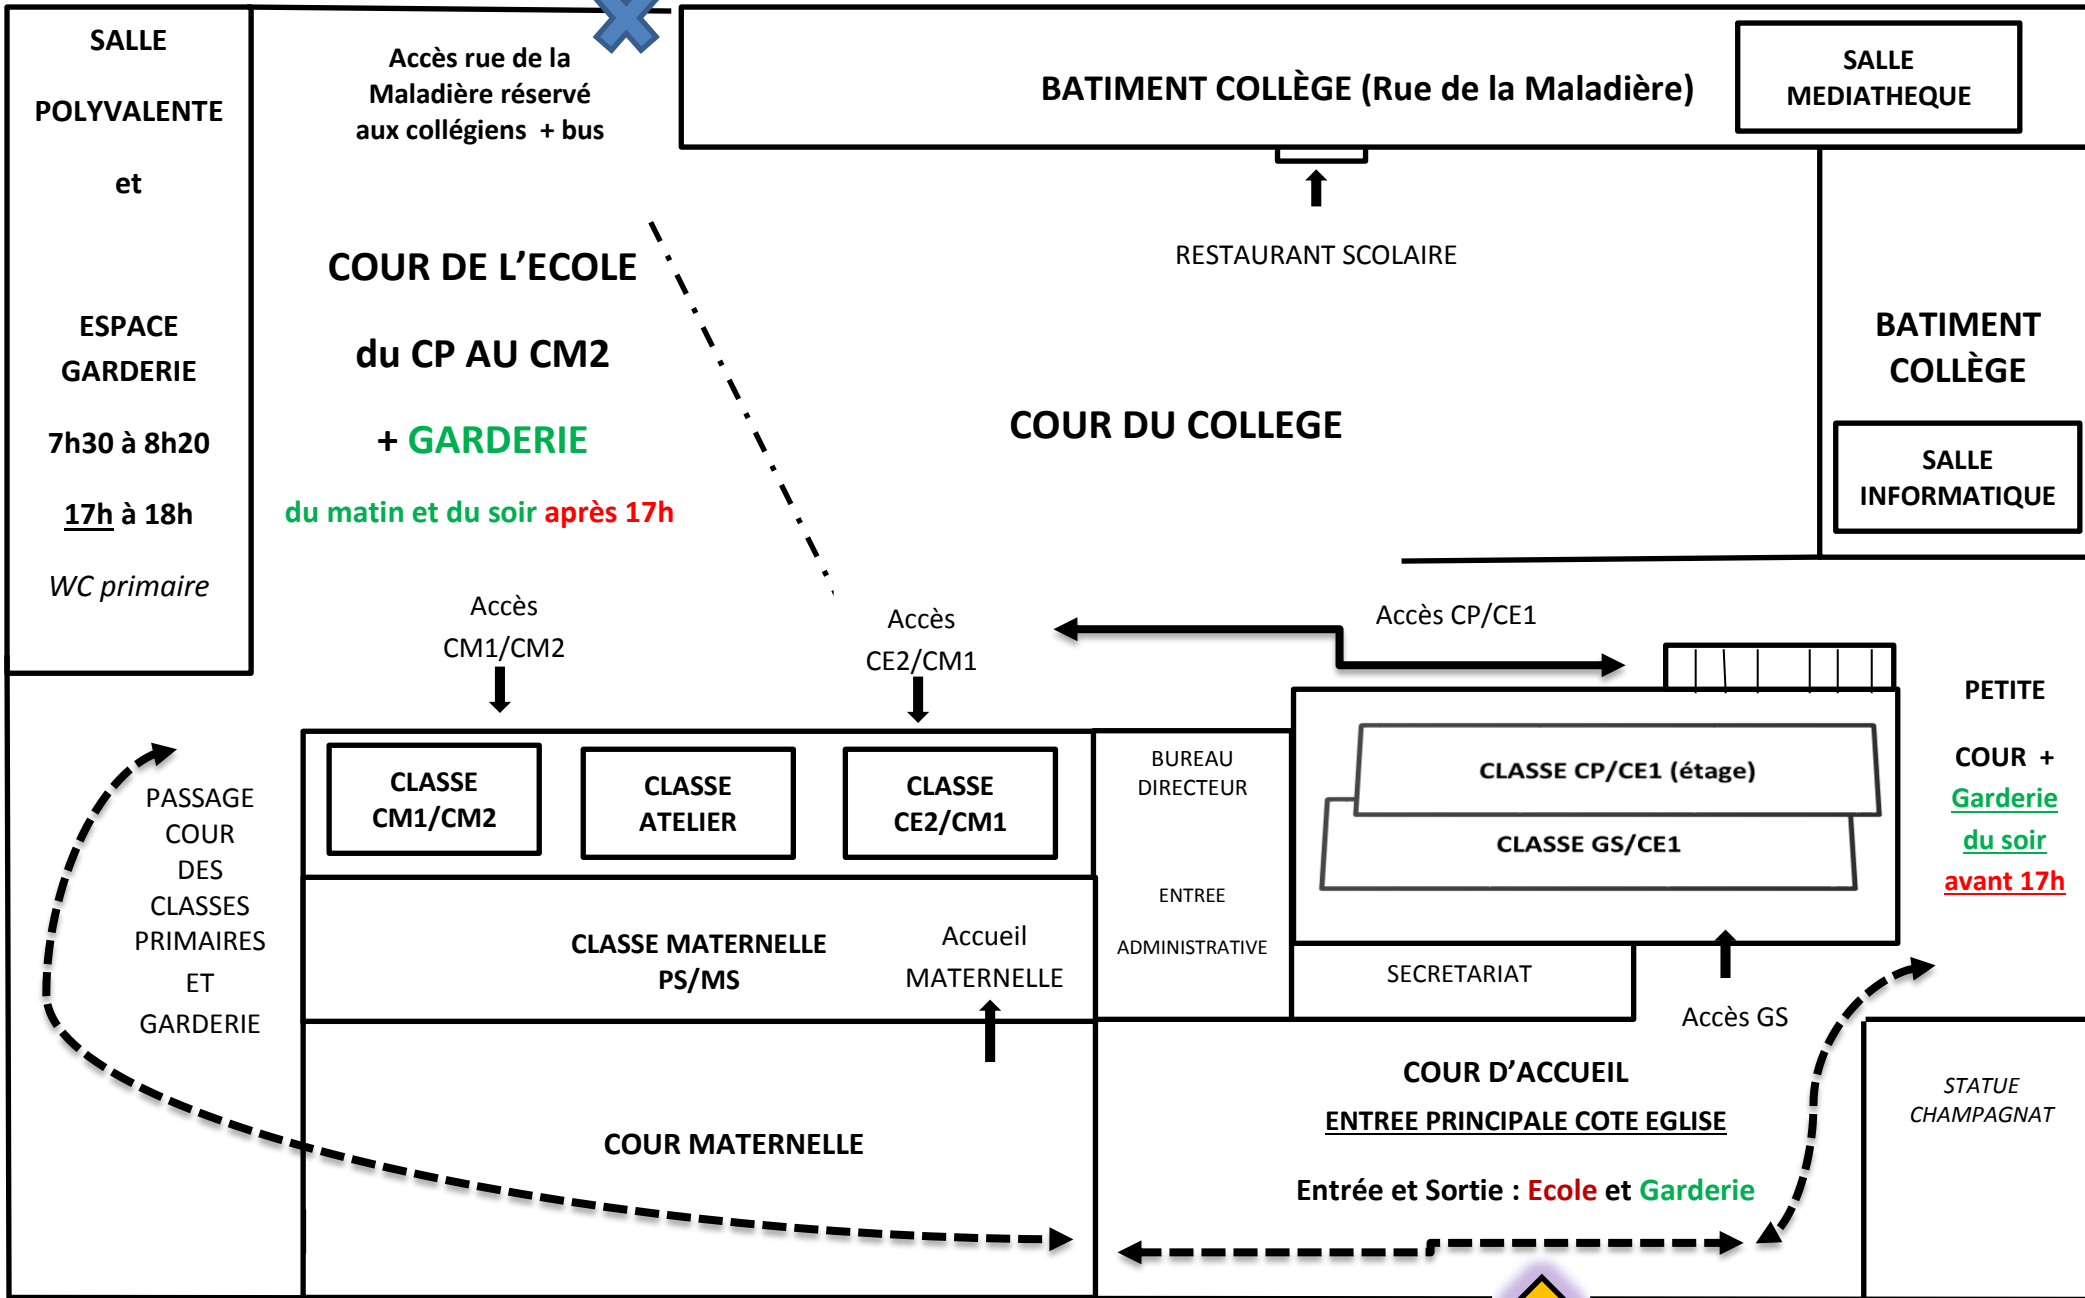 SALLE
POLYVALENTE
et
ESPACE
GARDERIE
7h30 à 8h20
17h à 18h
WC primaire
Accès rue de la
Maladière réservé
aux collégiens + bus
BATIMENT COLLÈGE (Rue de la Maladière)
SALLE
MEDIATHEQUE
RESTAURANT SCOLAIRE
COUR DE L’ECOLE
du CP AU CM2
+ GARDERIE
du matin et du soir après 17h
COUR DU COLLEGE
BATIMENT
COLLÈGE
SALLE
INFORMATIQUE
Accès
CM1/CM2
Accès
CE2/CM1
Accès CP/CE1
PASSAGE
COUR
DES
CLASSES
PRIMAIRES
ET
GARDERIE
CLASSE
CM1/CM2
CLASSE
ATELIER
CLASSE
CE2/CM1
BUREAU
DIRECTEUR
ENTREE
ADMINISTRATIVE
CLASSE CP/CE1 (étage)
CLASSE GS/CE1
PETITE
COUR +
Garderie
du soir
avant 17h
CLASSE MATERNELLE
PS/MS
Accueil
MATERNELLE
SECRETARIAT
Accès GS
COUR MATERNELLE
COUR D’ACCUEIL
ENTREE PRINCIPALE COTE EGLISE
Entrée et Sortie : Ecole et Garderie
STATUE
CHAMPAGNAT